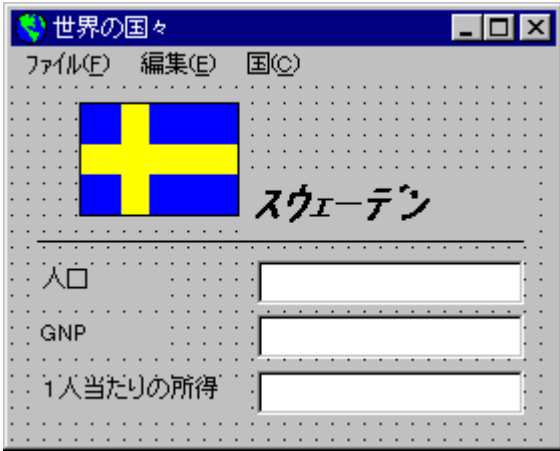 世界の国々
ファイル(F) 編集(E) 国(C)
スウェーデン
人口
GNP
1人当たりの所得